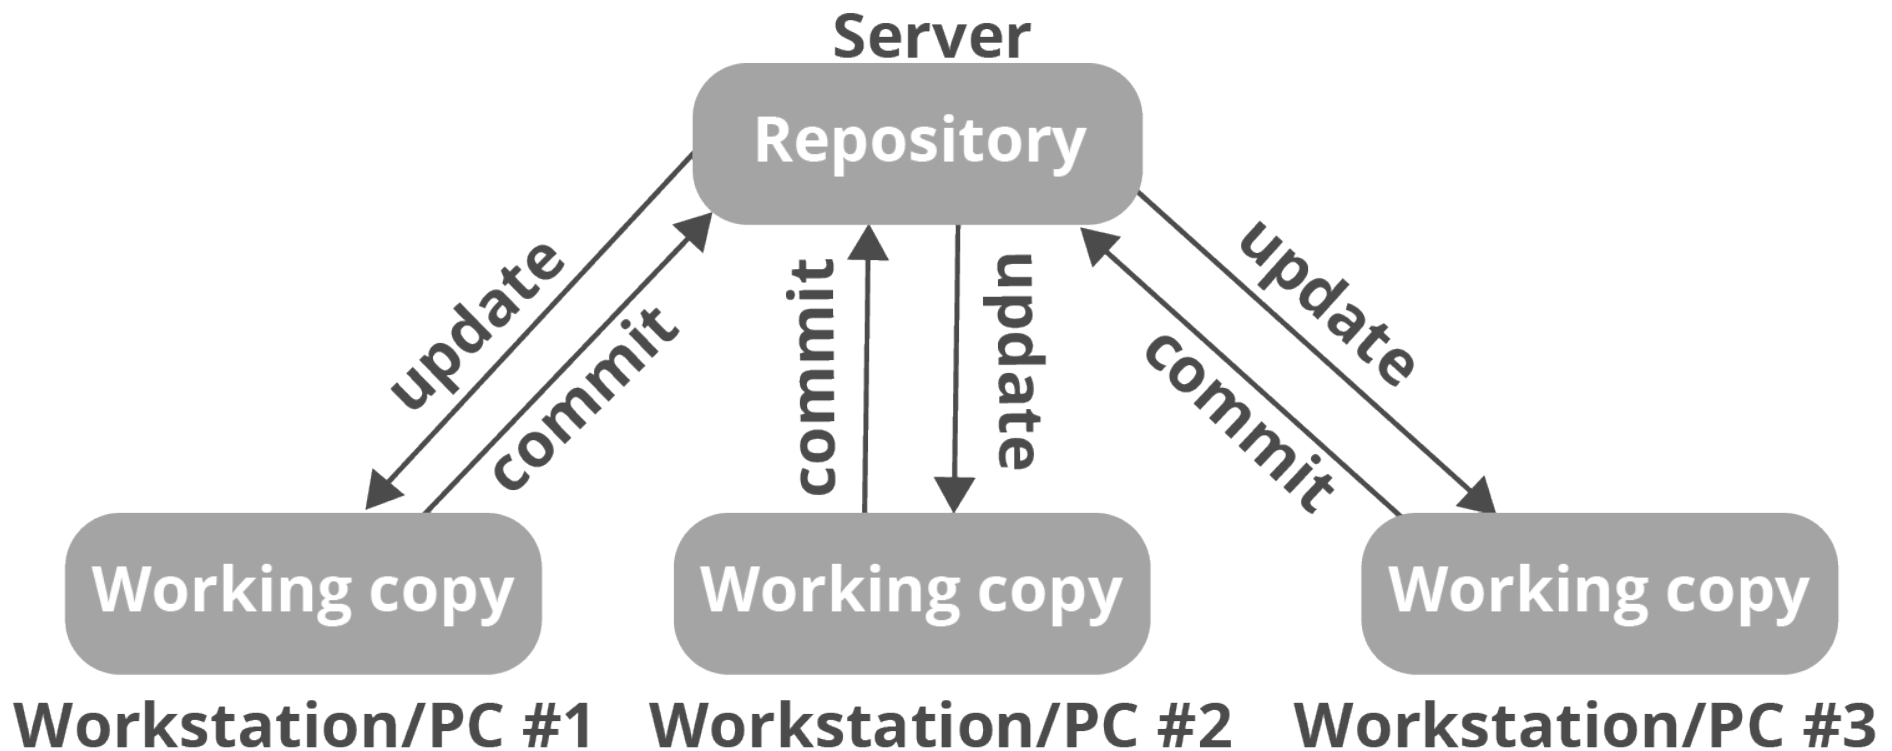 Server
Repository
update
commit
commit
update
update
commit
Working copy
Working copy
Working copy
Workstation/PC #1
Workstation/PC #2
Workstation/PC #3